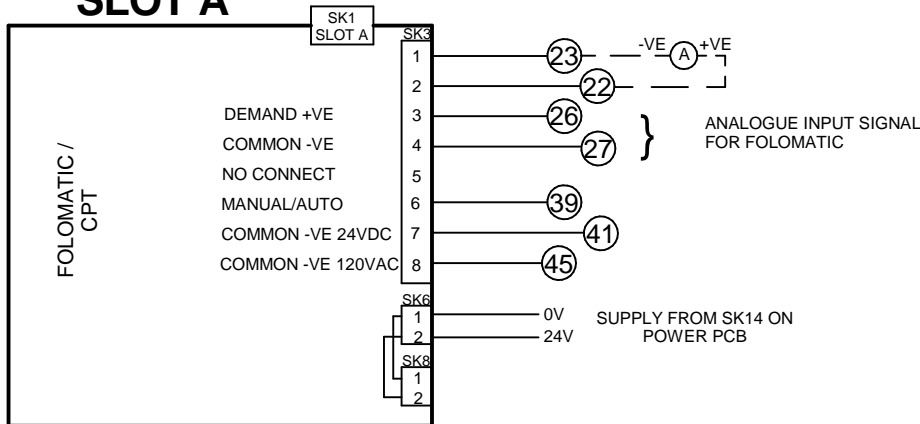 SLOT A
SK1
SLOT A
SK3
1
2
3
4
5
6
7
8
DEMAND +VE
COMMON -VE
NO CONNECT
MANUAL/AUTO
COMMON -VE 24VDC
COMMON -VE 120VAC
FOLOMATIC /
CPT
23
-VE
A
+VE
22
26
27
}
ANALOGUE INPUT SIGNAL
FOR FOLOMATIC
39
41
45
SK6
1
2
0V
24V
SUPPLY FROM SK14 ON
POWER PCB
SK8
1
2